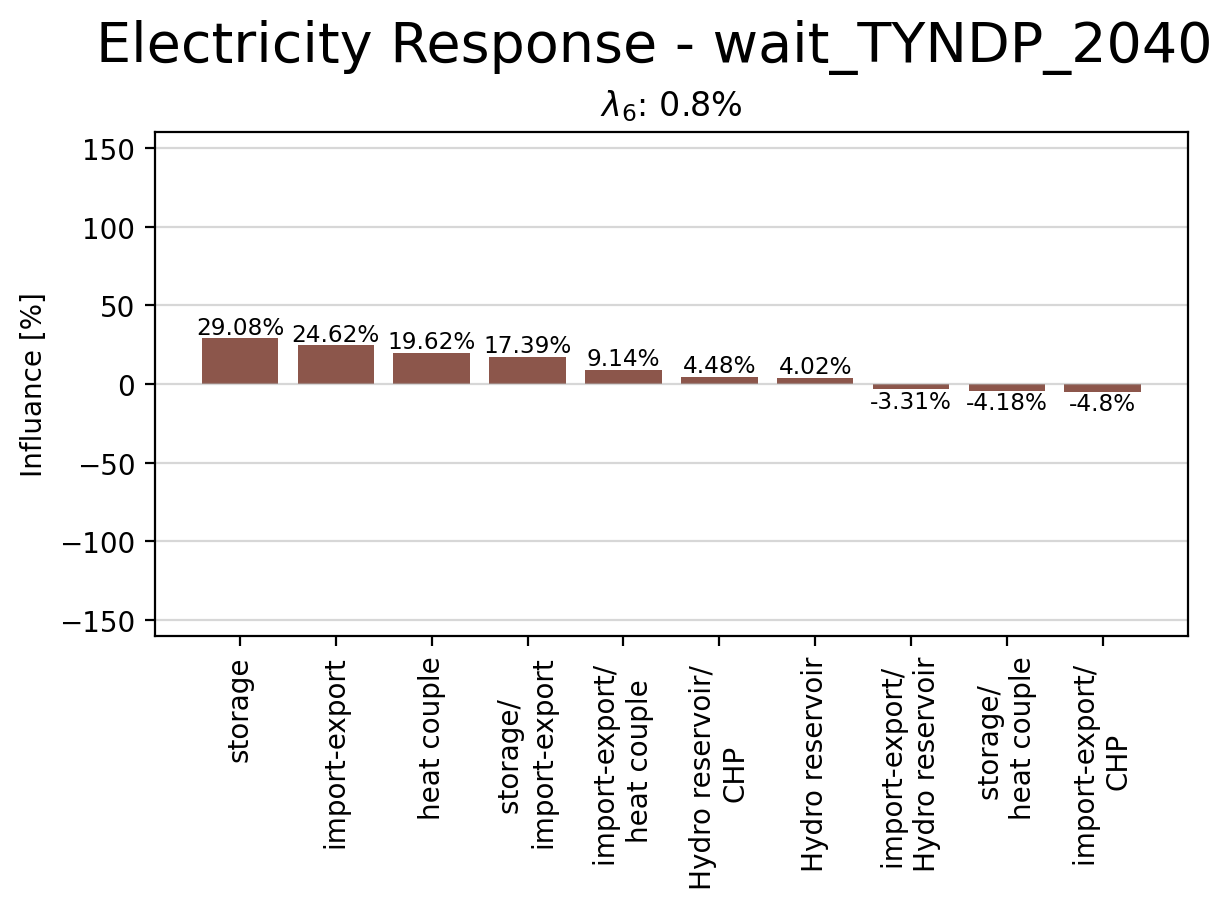 Electricity Response - wait_TYNDP_2040
λ₆: 0.8%
Influance [%]
150
100
50
0
−50
−100
−150
29.08%
24.62%
19.62%
17.39%
9.14%
4.48%
4.02%
-3.31%
-4.18%
-4.8%
storage
import-export
heat couple
storage/
import-export
import-export/
heat couple
Hydro reservoir/
CHP
Hydro reservoir
import-export/
Hydro reservoir
storage/
heat couple
import-export/
CHP